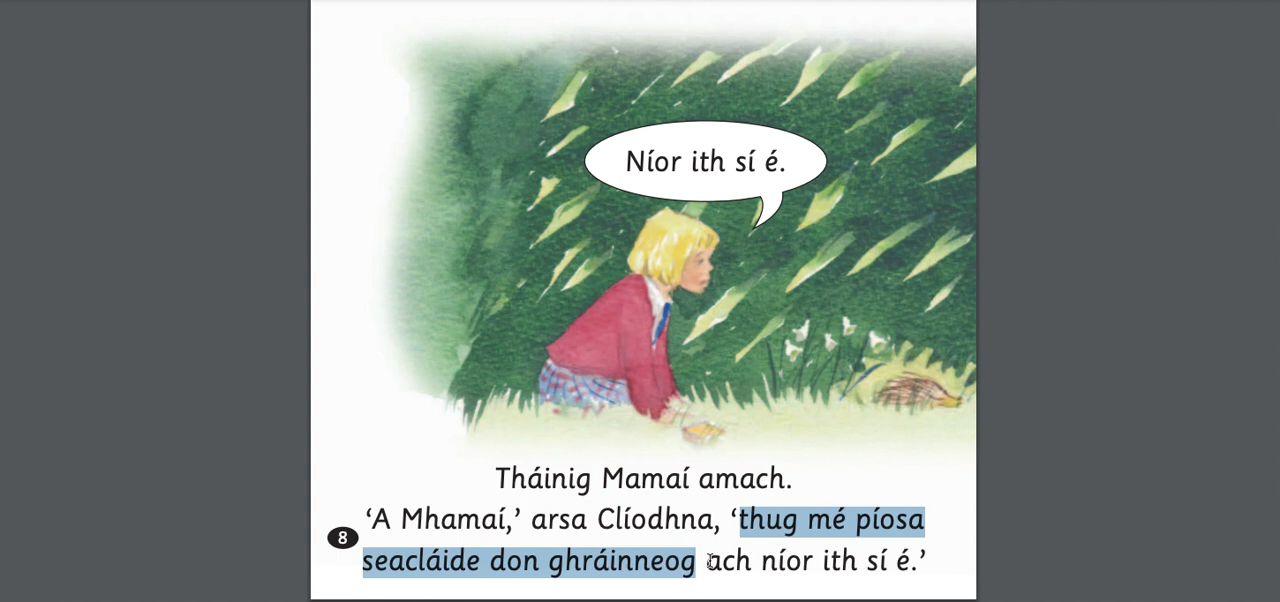 Níor ith sí é.
Tháinig Mamaí amach.
‘A Mhamaí,’ arsa Clíodhna, ‘thug mé píosa
8
seacláide don ghráinneog ach níor ith sí é.’